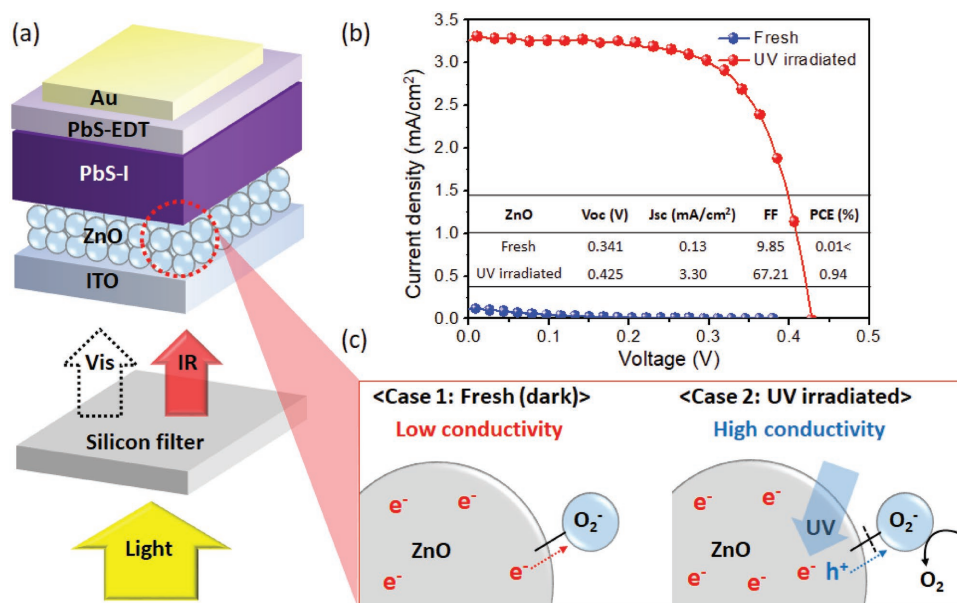 (a)
Au
PbS-EDT
PbS-I
ZnO
ITO
Vis
IR
Silicon filter
Light
(b)
Fresh
UV irradiated
Current density (mA/cm²)
3.5
3.0
2.5
2.0
1.5
1.0
0.5
0.0
ZnO Voc (V) Jsc (mA/cm²) FF PCE (%)
Fresh 0.341 0.13 9.85 0.01<
UV irradiated 0.425 3.30 67.21 0.94
0.0 0.1 0.2 0.3 0.4 0.5
Voltage (V)
(c)
<Case 1: Fresh (dark)>
Low conductivity
e⁻ e⁻
ZnO
e⁻ e⁻
O₂⁻
<Case 2: UV irradiated>
High conductivity
e⁻ e⁻
UV
ZnO
e⁻ e⁻ e⁻ h⁺
O₂⁻
O₂